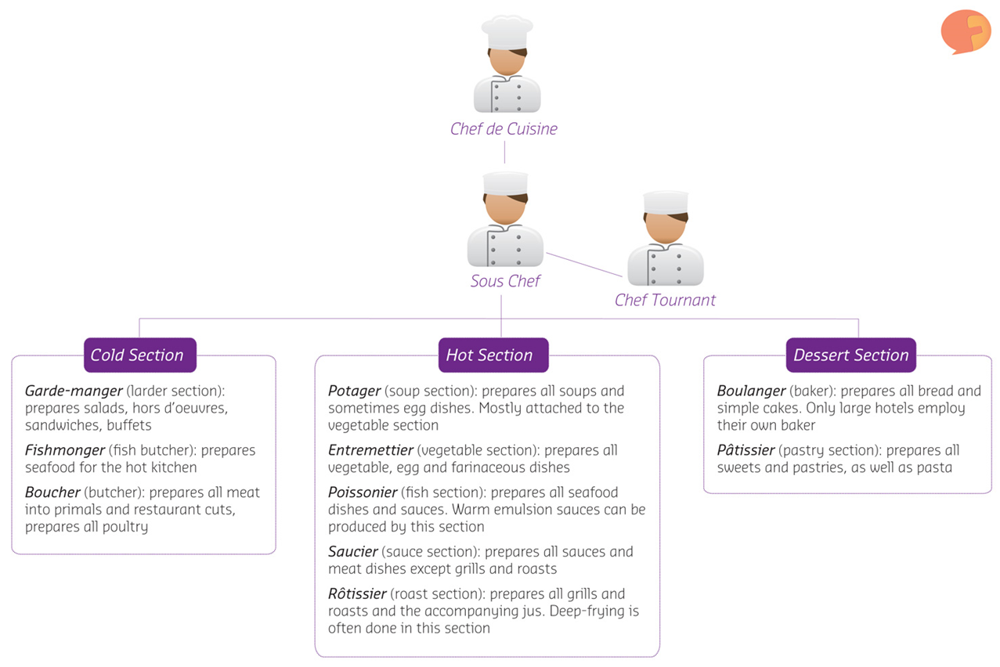 Chef de Cuisine
Sous Chef
Chef Tournant
Cold Section
Garde-manger (larder section):
prepares salads, hors d'oeuvres,
sandwiches, buffets
Fishmonger (fish butcher): prepares
seafood for the hot kitchen
Boucher (butcher): prepares all meat
into primals and restaurant cuts,
prepares all poultry
Hot Section
Potager (soup section): prepares all soups and
sometimes egg dishes. Mostly attached to the
vegetable section
Entremettier (vegetable section): prepares all
vegetable, egg and farinaceous dishes
Poissonier (fish section): prepares all seafood
dishes and sauces. Warm emulsion sauces can be
produced by this section
Saucier (sauce section): prepares all sauces and
meat dishes except grills and roasts
Rôtissier (roast section): prepares all grills and
roasts and the accompanying jus. Deep-frying is
often done in this section
Dessert Section
Boulanger (baker): prepares all bread and
simple cakes. Only large hotels employ
their own baker
Pâtissier (pastry section): prepares all
sweets and pastries, as well as pasta